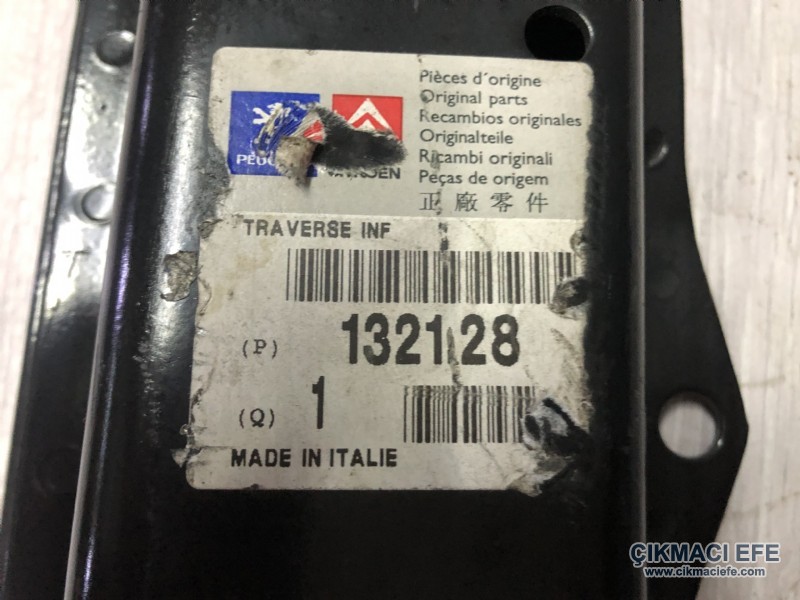 Pièces d'origine
Original parts
Recambios originales
Originalteile
Ricambi originali
Peças de origem
正廠零件
TRAVERSE INF
(P) 132128
(Q) 1
MADE IN ITALIE
ÇIKMACI EFE
www.cikmaciefe.com